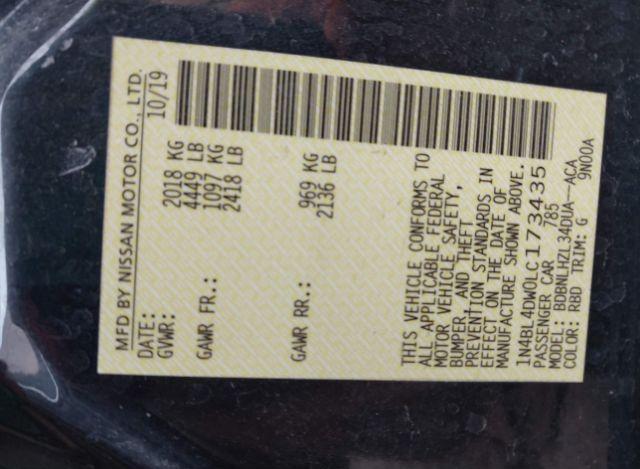 MFD BY NISSAN MOTOR CO., LTD.
DATE: 10/19
GVWR: 2018 KG
4449 LB
GAWR FR.: 1097 KG
2418 LB
GAWR RR.: 969 KG
2136 LB
THIS VEHICLE CONFORMS TO
ALL APPLICABLE FEDERAL
MOTOR VEHICLE SAFETY,
BUMPER, AND THEFT
PREVENTION STANDARDS IN
EFFECT ON THE DATE OF
MANUFACTURE SHOWN ABOVE.
1N4BL4DW0LC173435
PASSENGER CAR 785
MODEL: BDBNLHZL34DUA--ACA
COLOR: RBD TRIM: G 9N00A